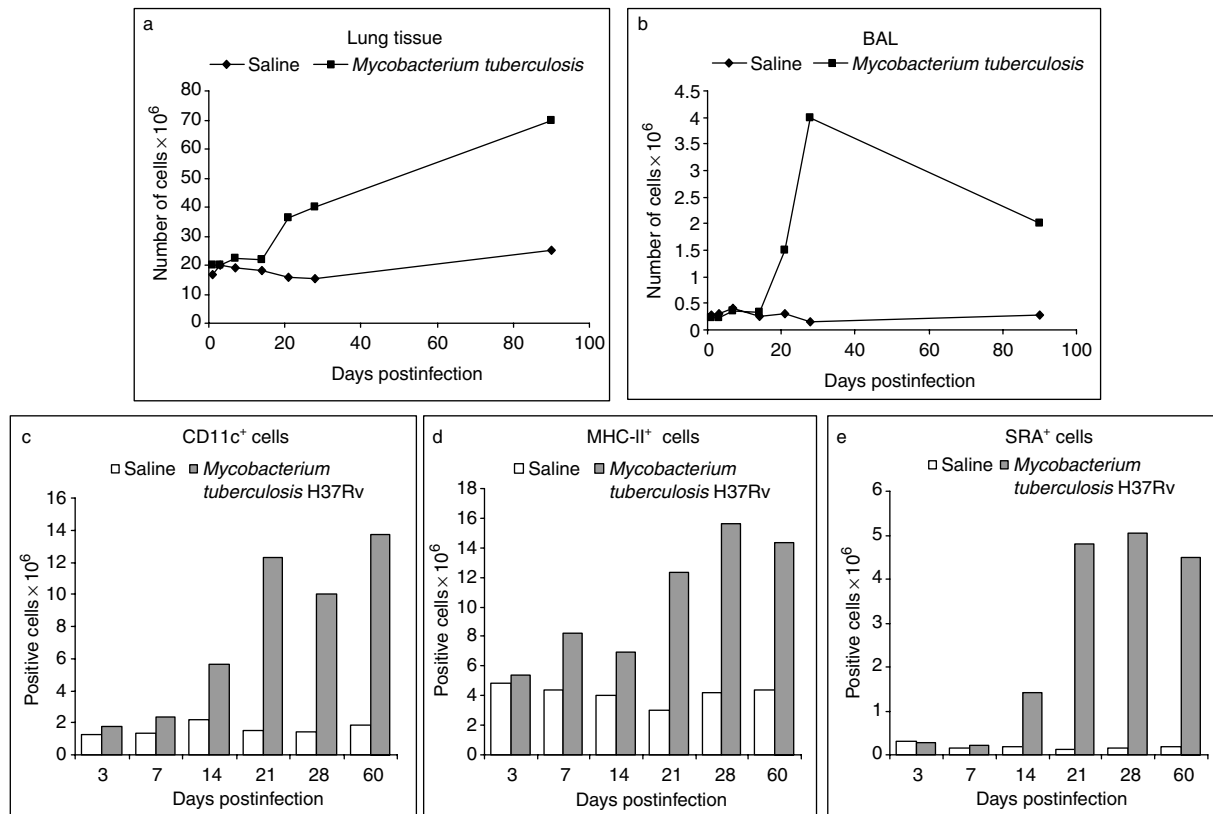 a
Lung tissue
Saline
Mycobacterium tuberculosis
Number of cells × 10⁶
80
70
60
50
40
30
20
10
0
0 20 40 60 80 100
Days postinfection
b
BAL
Saline
Mycobacterium tuberculosis
Number of cells × 10⁶
4.5
4
3.5
3
2.5
2
1.5
1
0.5
0
0 20 40 60 80 100
Days postinfection
c
CD11c⁺ cells
Saline
Mycobacterium
tuberculosis H37Rv
Positive cells × 10⁶
16
14
12
10
8
6
4
2
0
3 7 14 21 28 60
Days postinfection
d
MHC-II⁺ cells
Saline
Mycobacterium
tuberculosis H37Rv
Positive cells × 10⁶
18
16
14
12
10
8
6
4
2
0
3 7 14 21 28 60
Days postinfection
e
SRA⁺ cells
Saline
Mycobacterium
tuberculosis H37Rv
Positive cells × 10⁶
6
5
4
3
2
1
0
3 7 14 21 28 60
Days postinfection